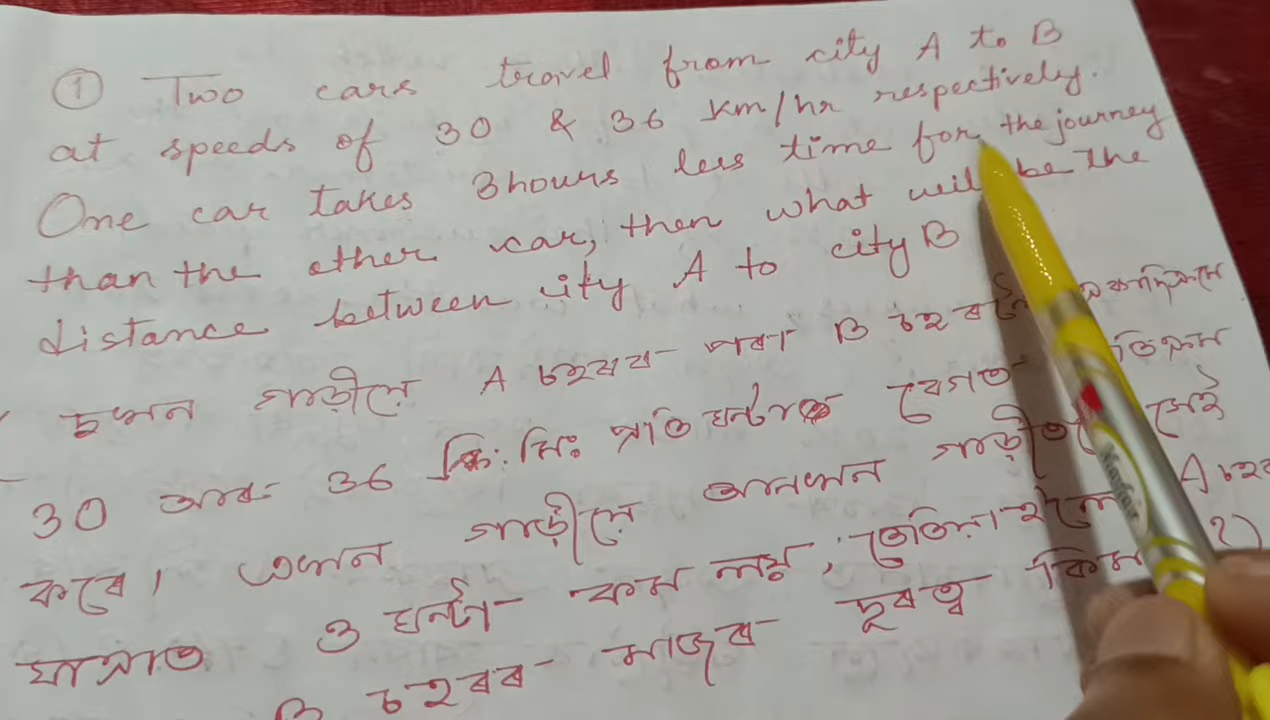 ① Two cars travel from city A to B
at speeds of 30 & 36 km/hr respectively.
One car takes 3hours less time for the journey
than the other car, then what will be the
distance between city A to city B
দুখন গাড়ীয়ে A চহৰৰ পৰা B চহৰলৈ
30 আৰু 36 কি: মিঃ প্ৰতি ঘন্টাত বেগত
কৰে। এখন গাড়ীয়ে আনখন গাড়ীত সেই
যাত্ৰাত 3 ঘন্টা কম লয়, তেতিয়াহ'লে A
B চহৰৰ মাজৰ দূৰত্ব কিমান ?)